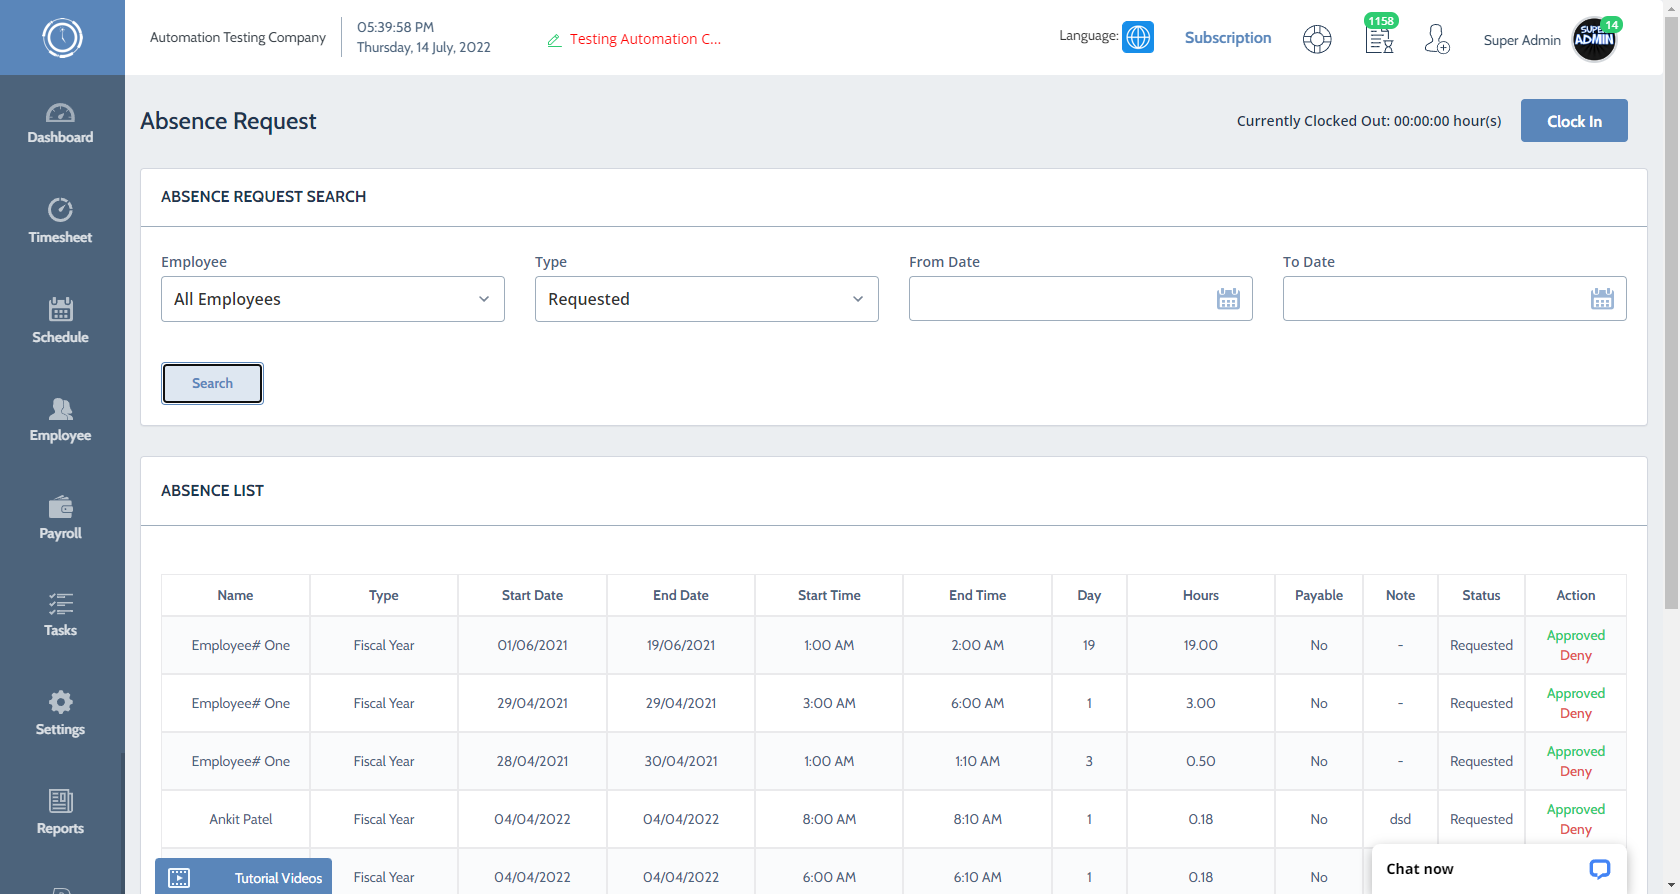 Automation Testing Company
05:39:58 PM
Thursday, 14 July, 2022
Testing Automation C...
Language:
Subscription
1158
Super Admin
SUPER
ADMIN
14
Dashboard
Timesheet
Schedule
Employee
Payroll
Tasks
Settings
Reports
Absence Request
Currently Clocked Out: 00:00:00 hour(s)
Clock In
ABSENCE REQUEST SEARCH
Employee Type From Date To Date
All Employees Requested
Search
ABSENCE LIST
Name Type Start Date End Date Start Time End Time Day Hours Payable Note Status Action
Employee# One Fiscal Year 01/06/2021 19/06/2021 1:00 AM 2:00 AM 19 19.00 No - Requested Approved
Deny
Employee# One Fiscal Year 29/04/2021 29/04/2021 3:00 AM 6:00 AM 1 3.00 No - Requested Approved
Deny
Employee# One Fiscal Year 28/04/2021 30/04/2021 1:00 AM 1:10 AM 3 0.50 No - Requested Approved
Deny
Ankit Patel Fiscal Year 04/04/2022 04/04/2022 8:00 AM 8:10 AM 1 0.18 No dsd Requested Approved
Deny
Fiscal Year 04/04/2022 04/04/2022 6:00 AM 6:10 AM 1 0.18 No
Tutorial Videos
Chat now